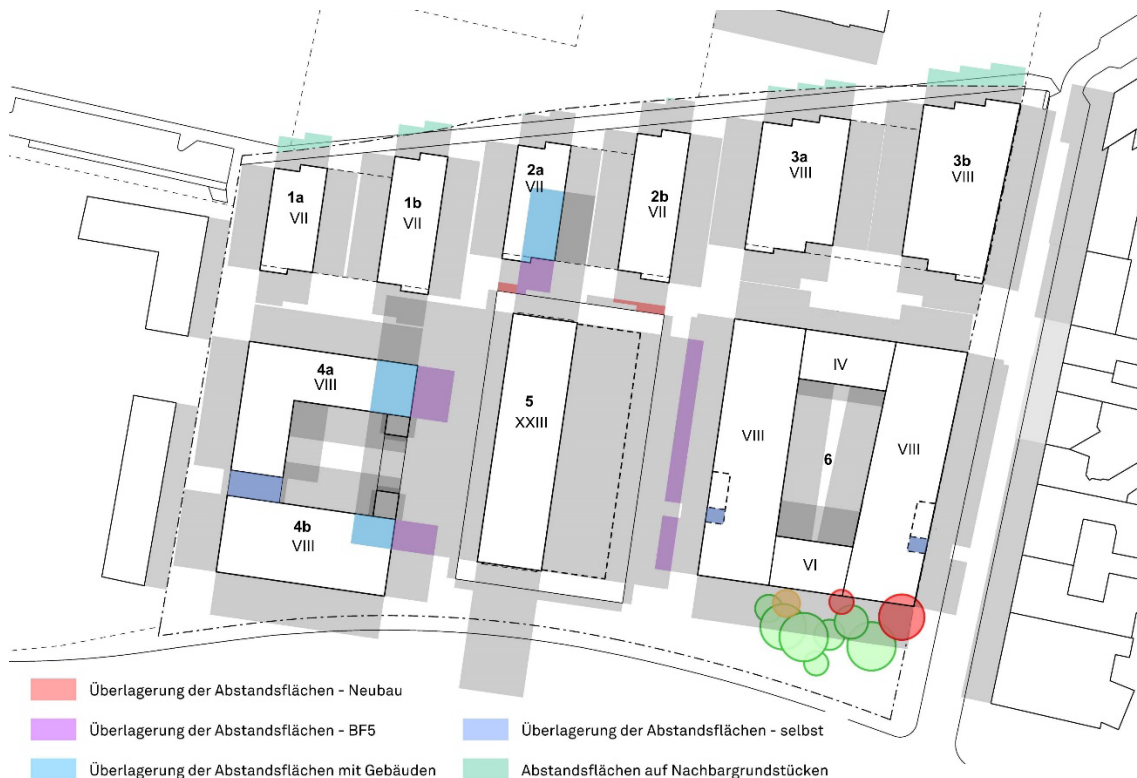 1a
VII
1b
VII
2a
VII
2b
VII
3a
VIII
3b
VIII
4a
VIII
5
XXIII
IV
VIII
6
VIII
4b
VIII
VI
Überlagerung der Abstandsflächen - Neubau
Überlagerung der Abstandsflächen - BF5
Überlagerung der Abstandsflächen mit Gebäuden
Überlagerung der Abstandsflächen - selbst
Abstandsflächen auf Nachbargrundstücken